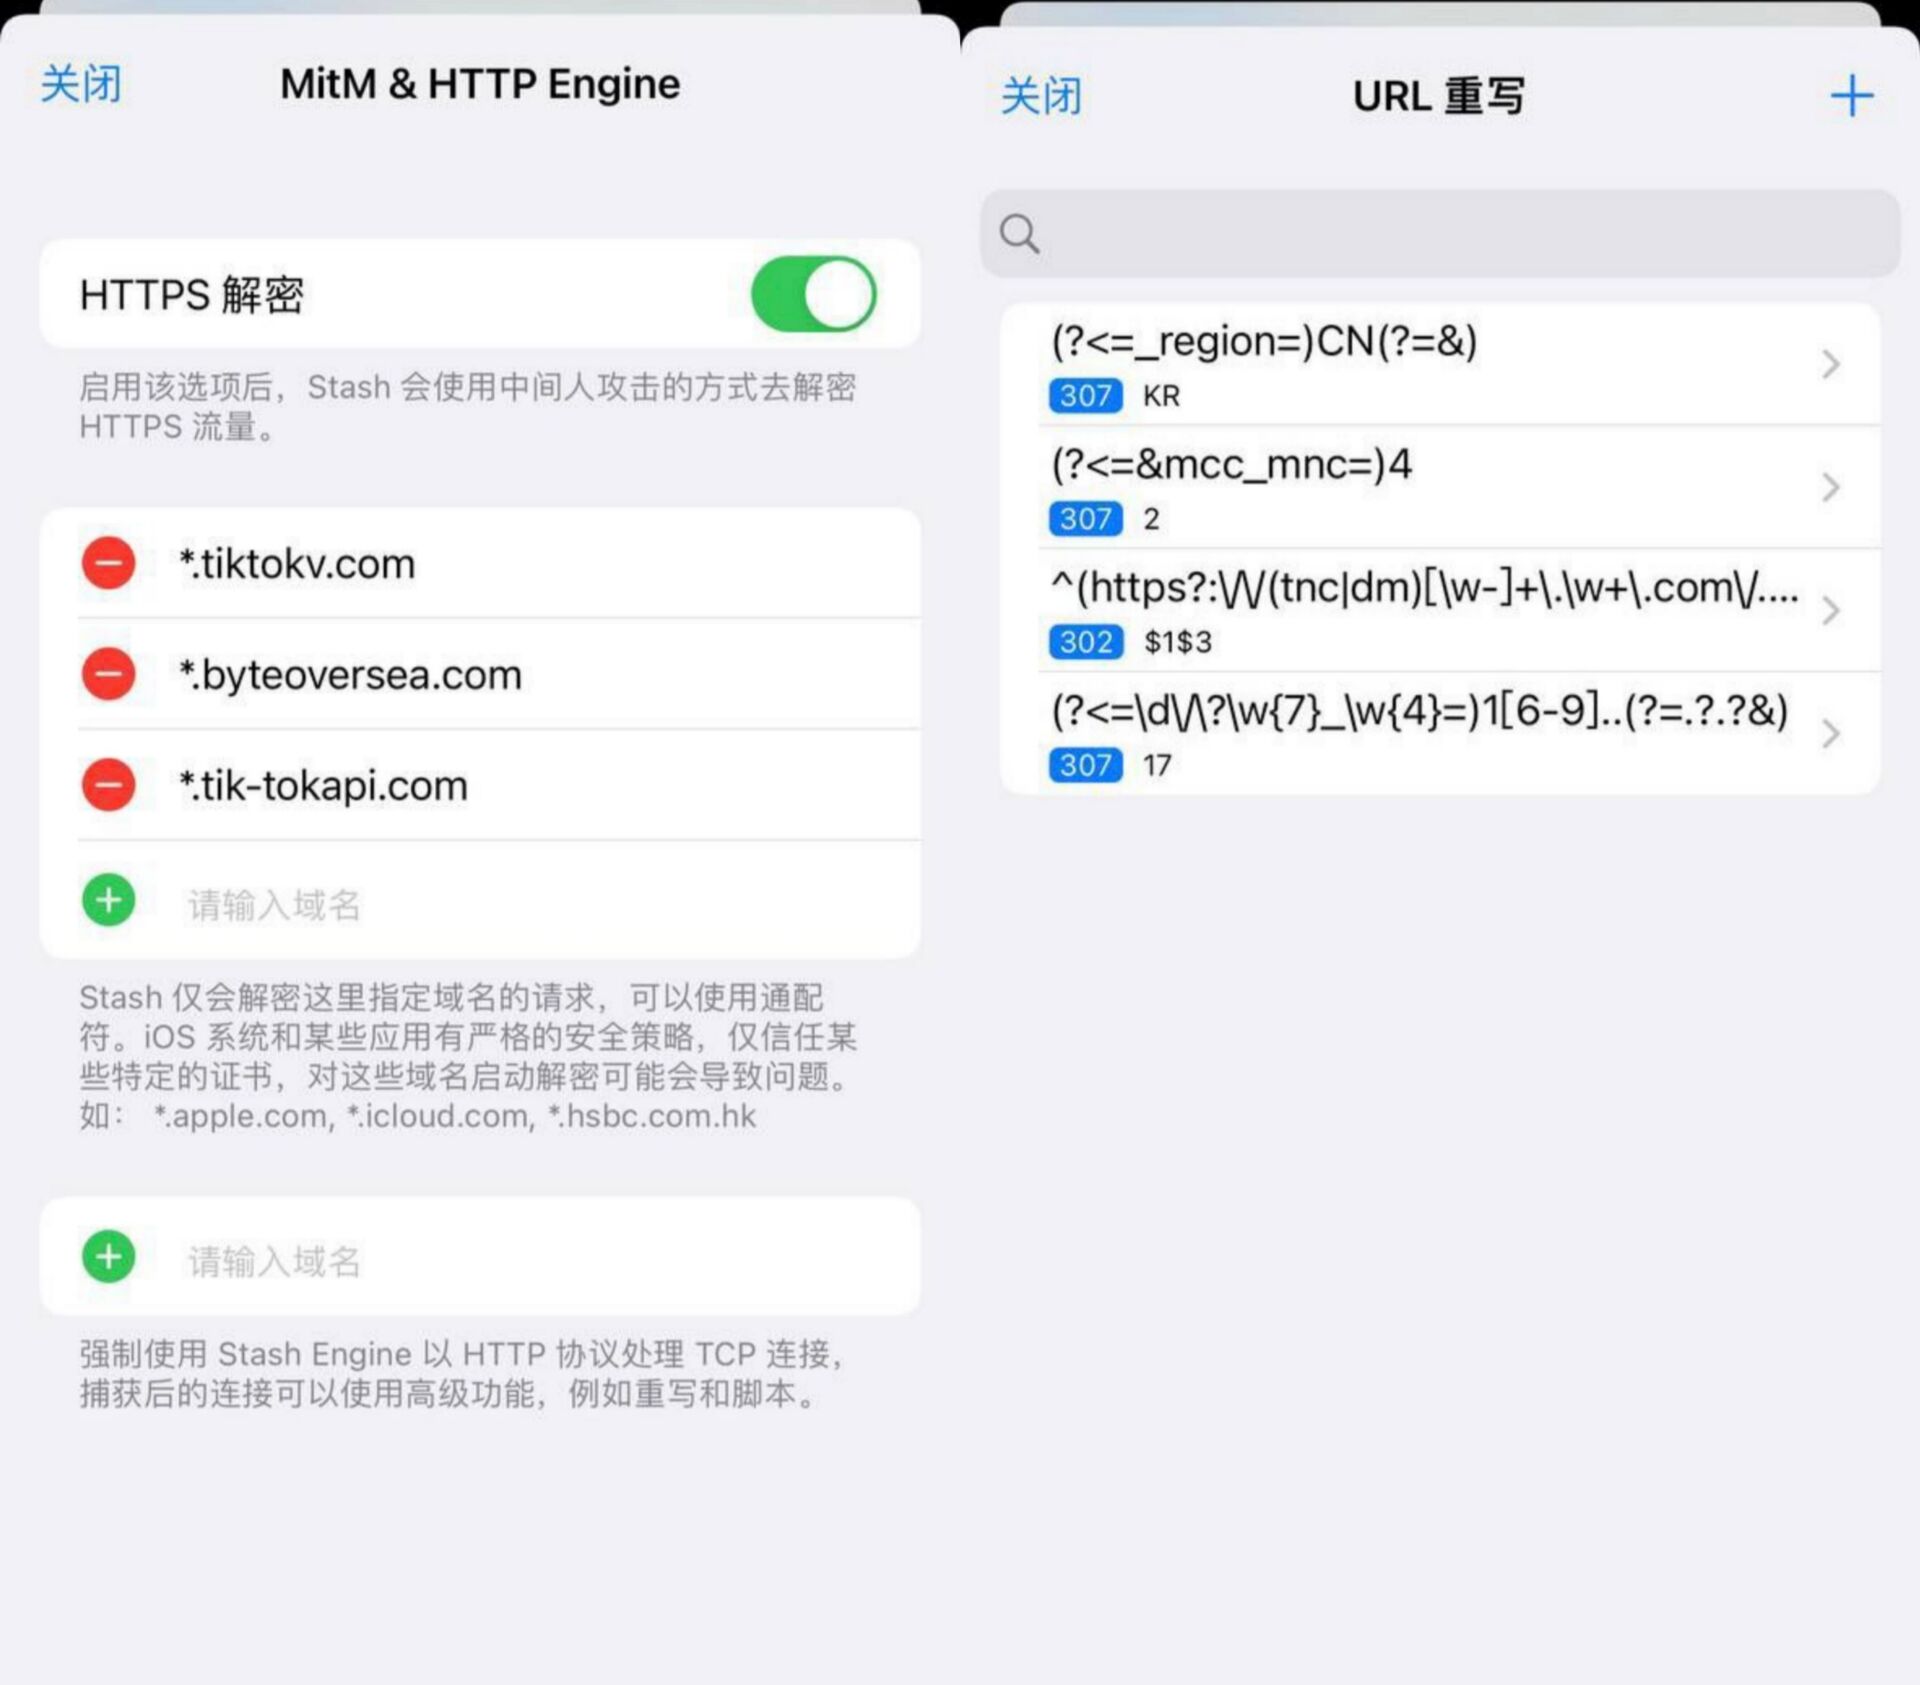 关闭
MitM & HTTP Engine
HTTPS 解密
启用该选项后，Stash 会使用中间人攻击的方式去解密
HTTPS 流量。
*.tiktokv.com
*.byteoversea.com
*.tik-tokapi.com
请输入域名
Stash 仅会解密这里指定域名的请求，可以使用通配
符。iOS 系统和某些应用有严格的安全策略，仅信任某
些特定的证书，对这些域名启动解密可能会导致问题。
如： *.apple.com, *.icloud.com, *.hsbc.com.hk
请输入域名
强制使用 Stash Engine 以 HTTP 协议处理 TCP 连接，
捕获后的连接可以使用高级功能，例如重写和脚本。
关闭
URL 重写
(?<=_region=)CN(?=&)
307 KR
(?<=&mcc_mnc=)4
307 2
^(https?:\/\/(tnc|dm)[\w-]+\.\w+\.com\/....
302 $1$3
(?<=\d\/\?\w{7}_\w{4}=)1[6-9]..(?=.?.?&)
307 17